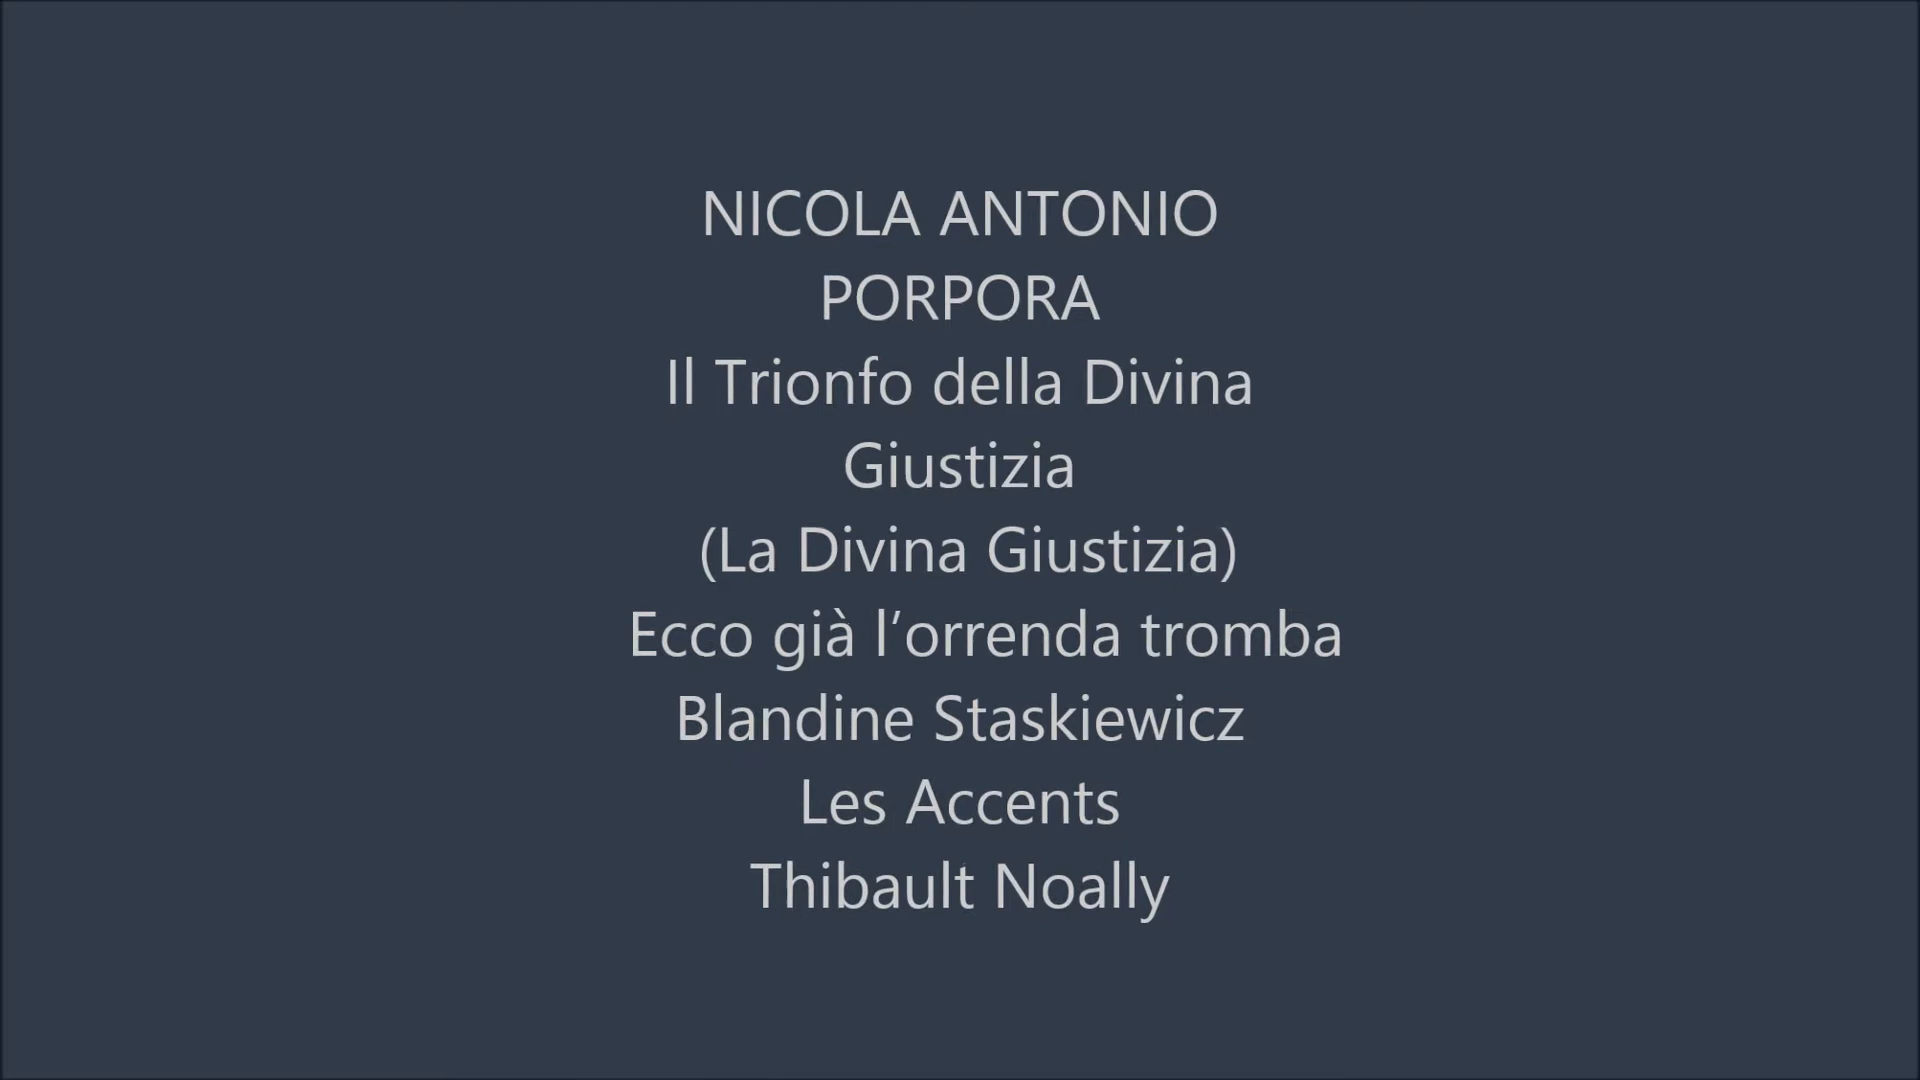 NICOLA ANTONIO
PORPORA
Il Trionfo della Divina
Giustizia
(La Divina Giustizia)
Ecco già l’orrenda tromba
Blandine Staskiewicz
Les Accents
Thibault Noally